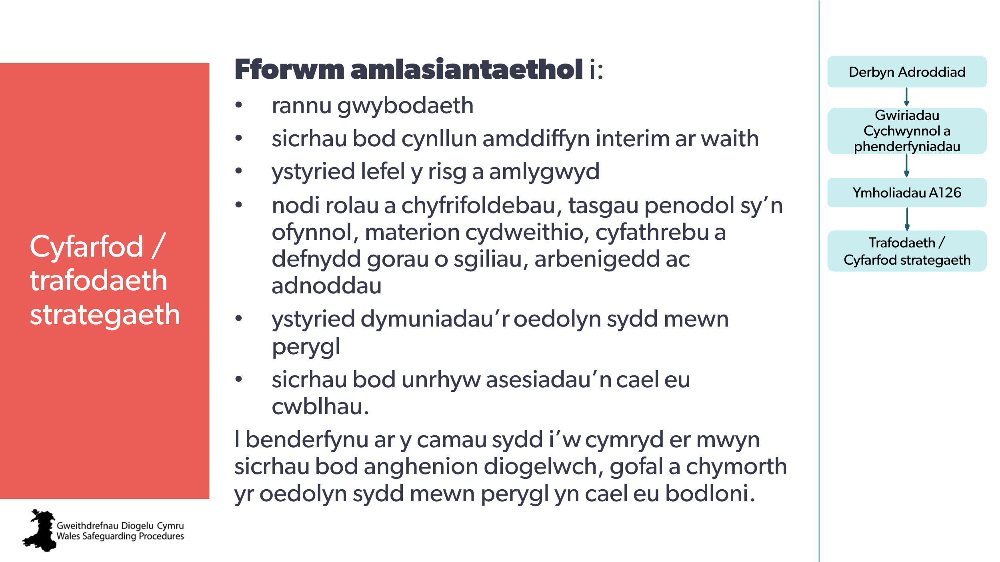 Cyfarfod /
trafodaeth
strategaeth
Fforwm amlasiantaethol i:
• rannu gwybodaeth
• sicrhau bod cynllun amddiffyn interim ar waith
• ystyried lefel y risg a amlygwyd
• nodi rolau a chyfrifoldebau, tasgau penodol sy’n
ofynnol, materion cydweithio, cyfathrebu a
defnydd gorau o sgiliau, arbenigedd ac
adnoddau
• ystyried dymuniadau’r oedolyn sydd mewn
perygl
• sicrhau bod unrhyw asesiadau’n cael eu
cwblhau.
I benderfynu ar y camau sydd i’w cymryd er mwyn
sicrhau bod anghenion diogelwch, gofal a chymorth
yr oedolyn sydd mewn perygl yn cael eu bodloni.
Derbyn Adroddiad
Gwiriadau
Cychwynnol a
phenderfyniadau
Ymholiadau A126
Trafodaeth /
Cyfarfod strategaeth
Gweithdrefnau Diogelu Cymru
Wales Safeguarding Procedures